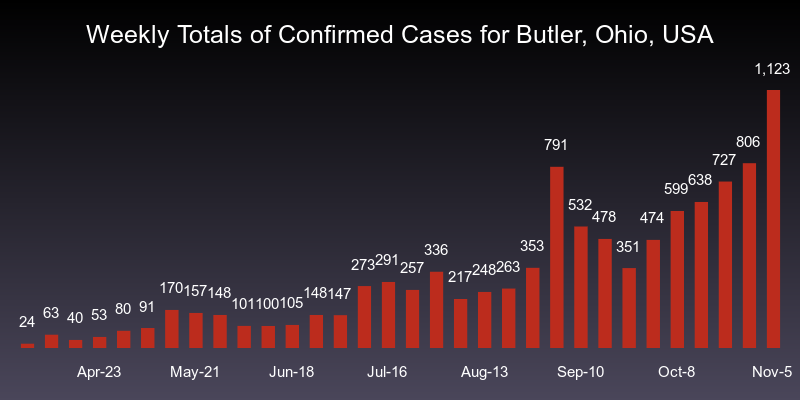 Weekly Totals of Confirmed Cases for Butler, Ohio, USA
24 63 40 53 80 91 170 157 148 101 100 105 148 147 273 291 257 336 217 248 263 353 791 532 478 351 474 599 638 727 806 1,123
Apr-23 May-21 Jun-18 Jul-16 Aug-13 Sep-10 Oct-8 Nov-5